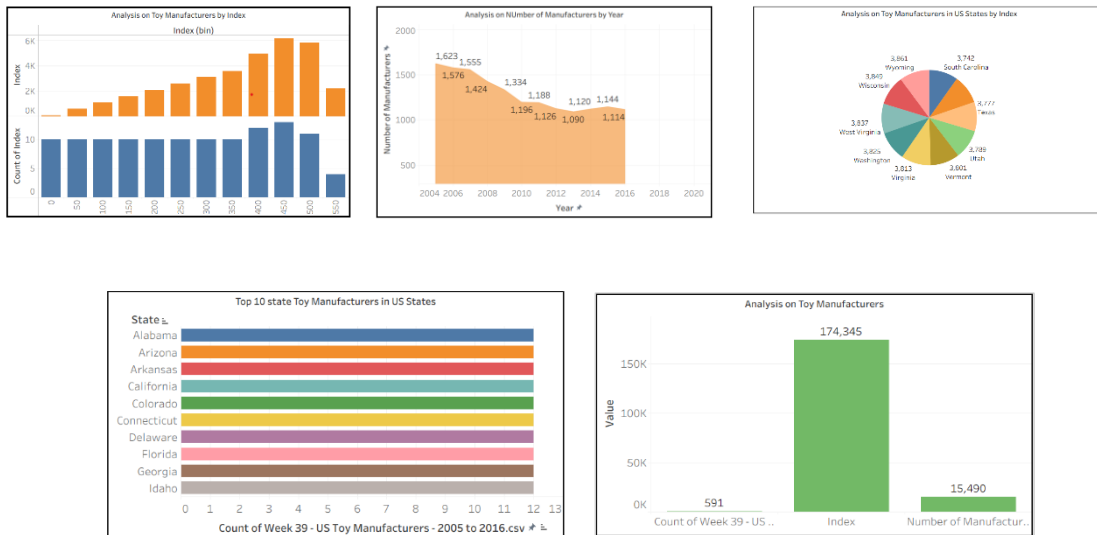 Analysis on Toy Manufacturers by Index
Index (bin)
Index
6K
4K
2K
0K
Count of Index
10
5
0
0
50
100
150
200
250
300
350
400
450
500
550
Analysis on NUmber of Manufacturers by Year
Number of Manufacturers
2000
1500
1000
500
1,623
1,576
1,555
1,424
1,334
1,196
1,188
1,126
1,090
1,120
1,144
1,114
2004 2006 2008 2010 2012 2014 2016 2018 2020
Year
Analysis on Toy Manufacturers in US States by Index
3,861
Wyoming
3,742
South Carolina
3,849
Wisconsin
3,777
Texas
3,837
West Virginia
3,789
Utah
3,825
Washington
3,801
Vermont
3,813
Virginia
Top 10 state Toy Manufacturers in US States
State
Alabama
Arizona
Arkansas
California
Colorado
Connecticut
Delaware
Florida
Georgia
Idaho
0 1 2 3 4 5 6 7 8 9 10 11 12 13
Count of Week 39 - US Toy Manufacturers - 2005 to 2016.csv
Analysis on Toy Manufacturers
Value
150K
100K
50K
0K
591
174,345
15,490
Count of Week 39 - US ..
Index
Number of Manufactur..